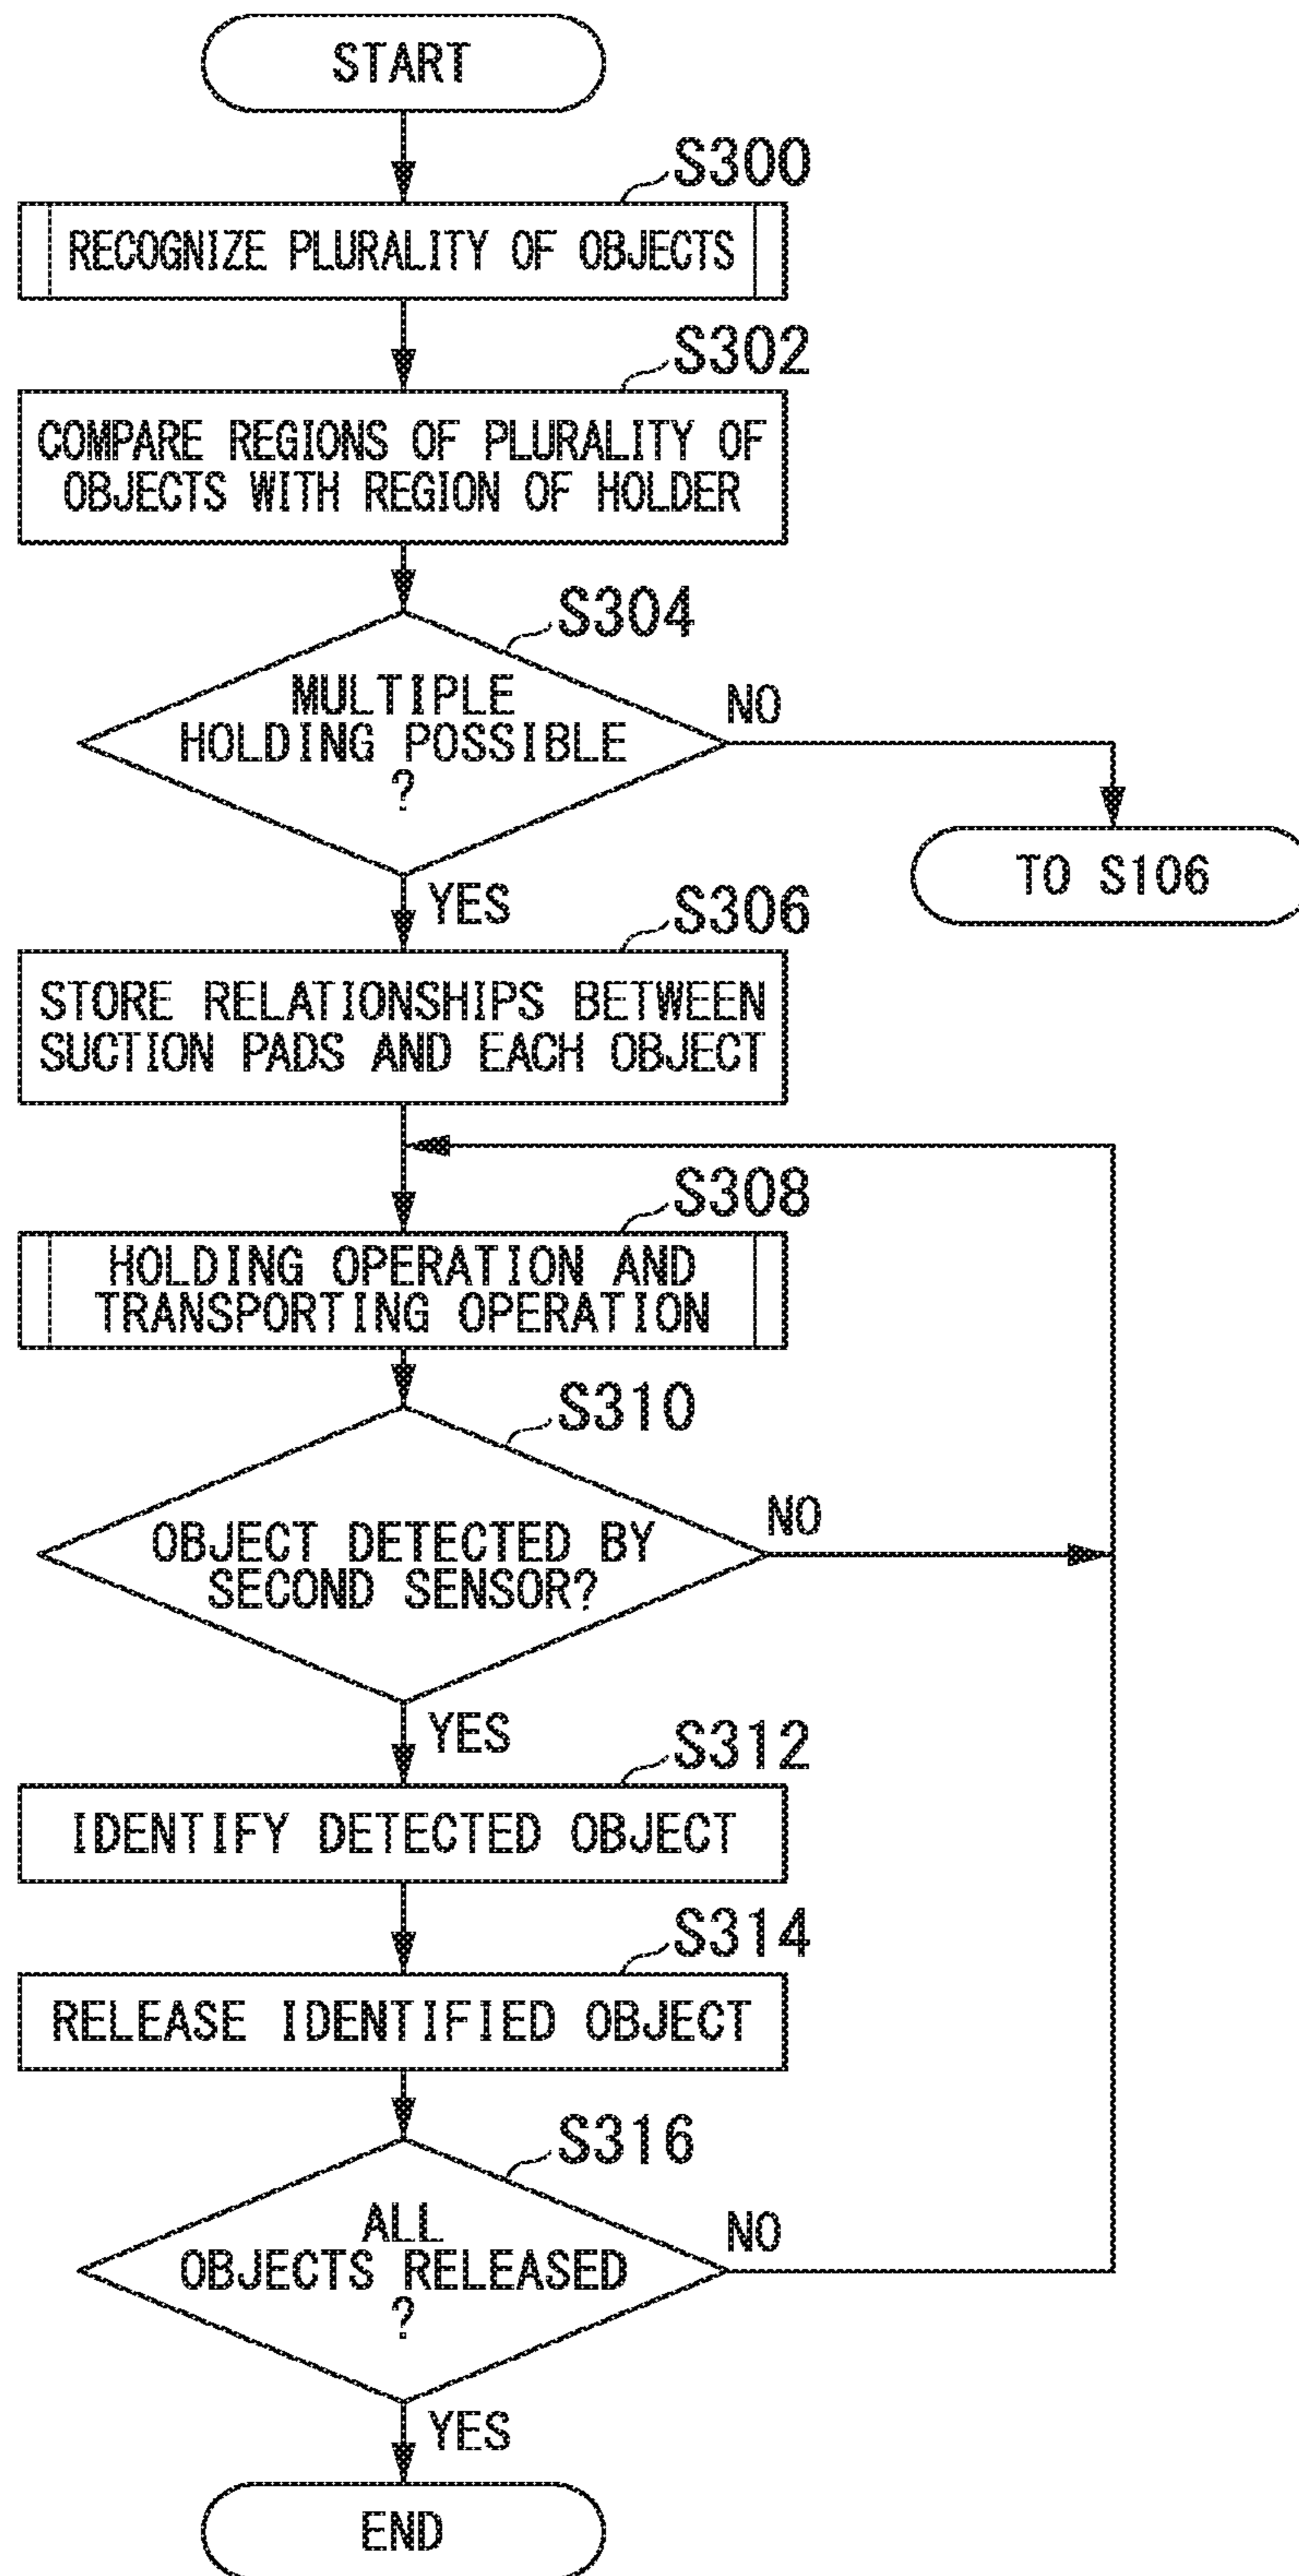 START
S300
RECOGNIZE PLURALITY OF OBJECTS
S302
COMPARE REGIONS OF PLURALITY OF
OBJECTS WITH REGION OF HOLDER
S304
MULTIPLE
HOLDING POSSIBLE
?
NO
TO S106
YES
S306
STORE RELATIONSHIPS BETWEEN
SUCTION PADS AND EACH OBJECT
S308
HOLDING OPERATION AND
TRANSPORTING OPERATION
S310
OBJECT DETECTED BY
SECOND SENSOR?
NO
YES
S312
IDENTIFY DETECTED OBJECT
S314
RELEASE IDENTIFIED OBJECT
S316
ALL
OBJECTS RELEASED
?
NO
YES
END